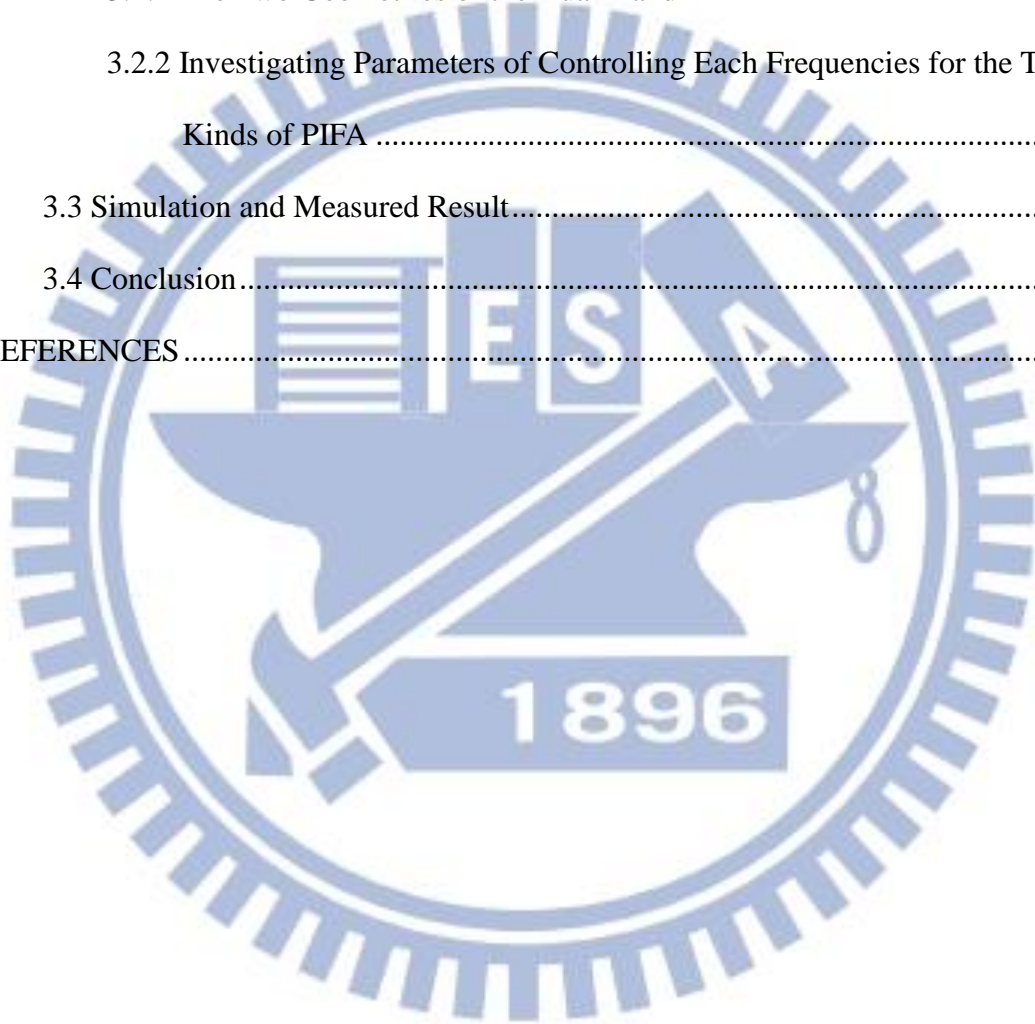 3.2.2 Investigating Parameters of Controlling Each Frequencies for the T
Kinds of PIFA
3.3 Simulation and Measured Result
3.4 Conclusion
EFERENCES
E S A
1896